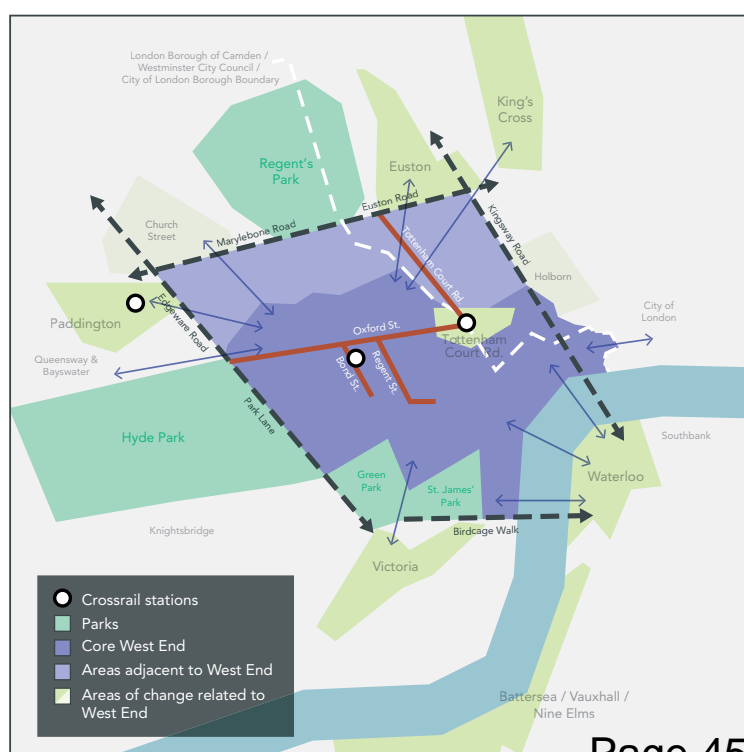 London Borough of Camden /
Westminster City Council /
City of London Borough Boundary
King's
Cross
Regent's
Park
Euston
Euston Road
Church
Street
Marylebone Road
Kingsway Road
Tottenham Court Rd.
Holborn
Paddington
Edgeware Road
City of
London
Oxford St.
Tottenham
Court Rd.
Queensway &
Bayswater
Bond St.
Regent St.
Park Lane
Hyde Park
Southbank
Green
Park
St. James'
Park
Waterloo
Knightsbridge
Birdcage Walk
Victoria
Crossrail stations
Parks
Core West End
Areas adjacent to West End
Areas of change related to
West End
Battersea / Vauxhall /
Nine Elms
Page 45